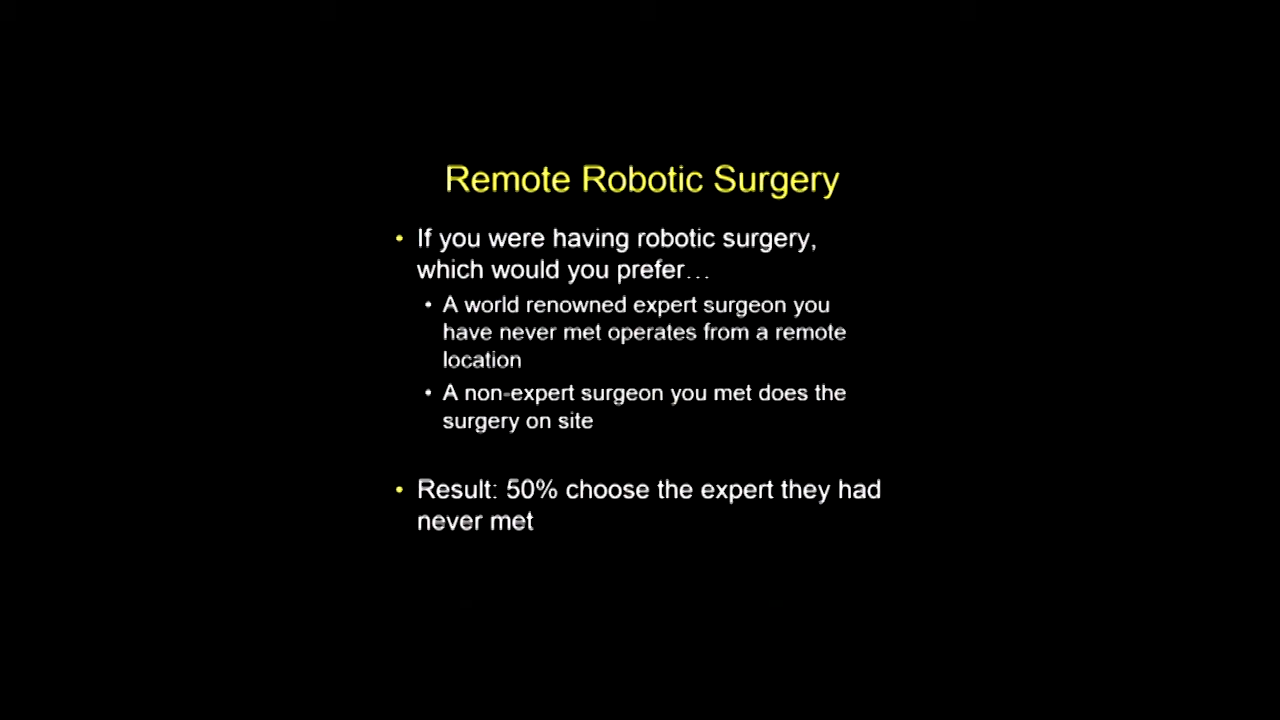 Remote Robotic Surgery
• If you were having robotic surgery,
which would you prefer…
• A world renowned expert surgeon you
have never met operates from a remote
location
• A non-expert surgeon you met does the
surgery on site
• Result: 50% choose the expert they had
never met